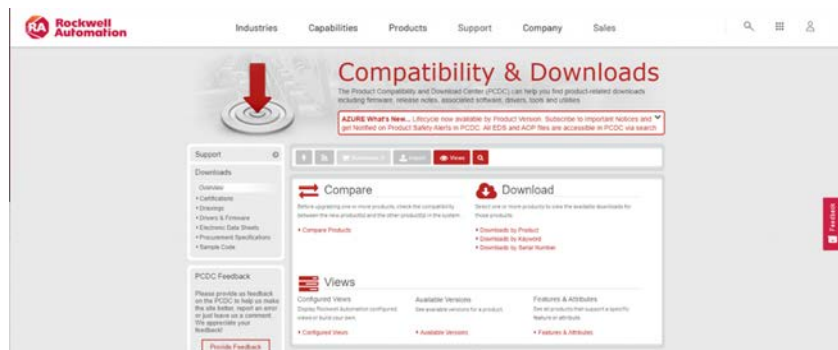 Rockwell
Automation
Industries Capabilities Products Support Company Sales
Compatibility & Downloads
The Product Compatibility and Download Center (PCDC) can help you find product-related downloads
including firmware, release notes, associated software, drivers, tools and utilities.
AZURE What's New... Lifecycle now available by Product Version. Subscribe to Important Notices and
get Notified on Product Safety Alerts in PCDC. All EDS and AOP files are accessible in PCDC via search
Support
Downloads
Overview
Certifications
Drawings
Drivers & Firmware
Electronic Data Sheets
Procurement Specifications
Sample Code
Views
Compare
Before upgrading one or more products, check the compatibility
between the new product(s) and the other product(s) in the system.
Compare Products
Download
Select one or more products to view the available downloads for
those products.
Downloads by Product
Downloads by Keyword
Downloads by Serial Number
Feedback
PCDC Feedback
Please provide us feedback
on the PCDC to help us make
the site better, report an error
or just leave us a comment.
We appreciate your
feedback!
Provide Feedback
Views
Configured Views
Display Rockwell Automation configured
views or build your own.
Configured Views
Available Versions
See available versions for a product.
Available Versions
Features & Attributes
See all products that support a specific
feature or attribute.
Features & Attributes